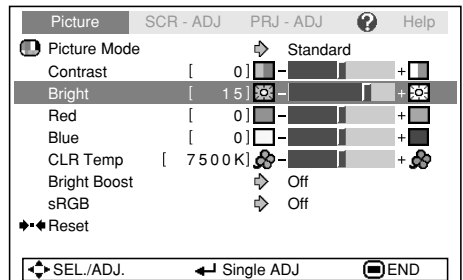 Picture SCR - ADJ PRJ - ADJ ? Help
Picture Mode Standard
Contrast [ 0 ] - +
Bright [ 15 ] - +
Red [ 0 ] - +
Blue [ 0 ] - +
CLR Temp [ 7500K ] - +
Bright Boost Off
sRGB Off
Reset
SEL./ADJ. Single ADJ END